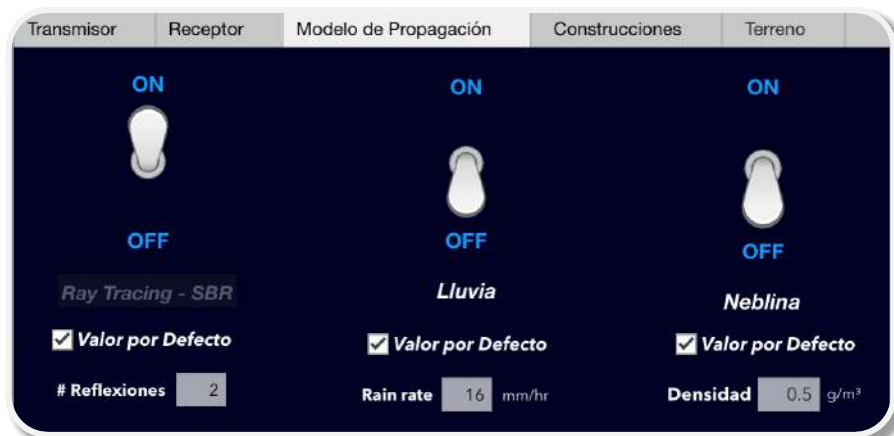 Transmisor Receptor Modelo de Propagación Construcciones Terreno
ON ON ON
OFF OFF OFF
Ray Tracing - SBR Lluvia Neblina
Valor por Defecto Valor por Defecto Valor por Defecto
# Reflexiones 2 Rain rate 16 mm/hr Densidad 0.5 g/m³